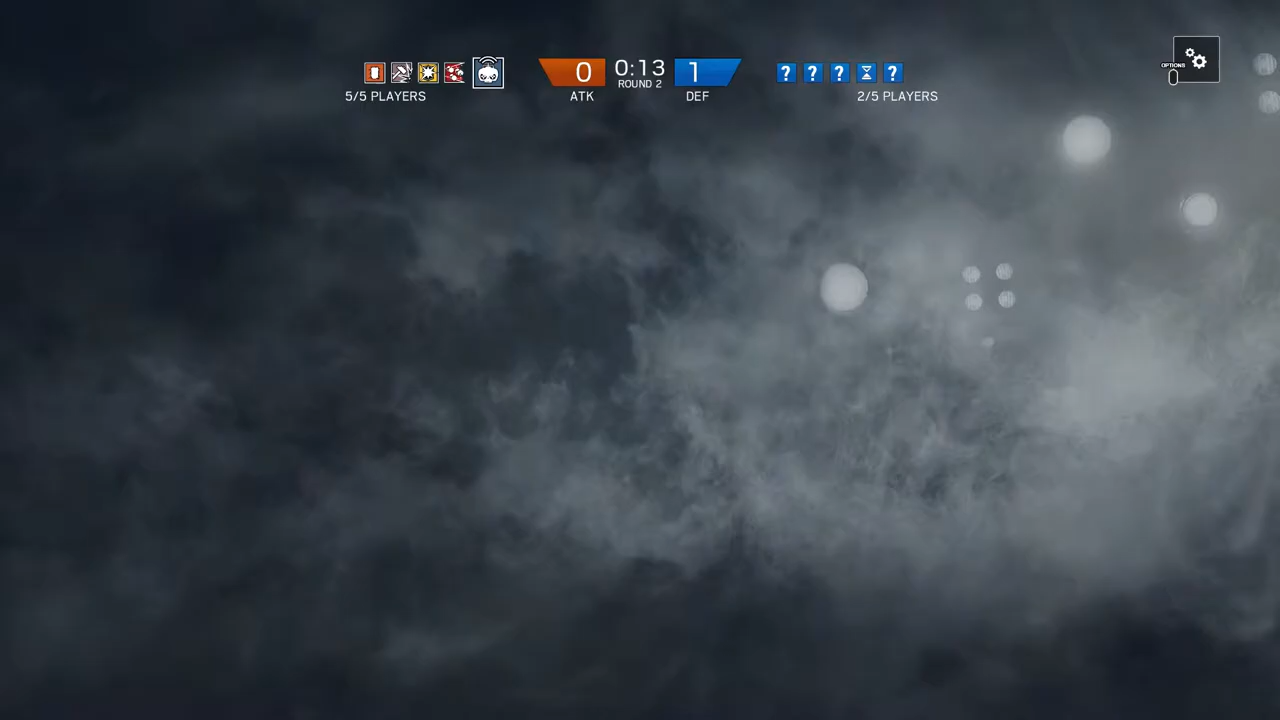 0 0:13 1
ROUND 2
ATK DEF
5/5 PLAYERS
? ? ? ?
2/5 PLAYERS
OPTIONS